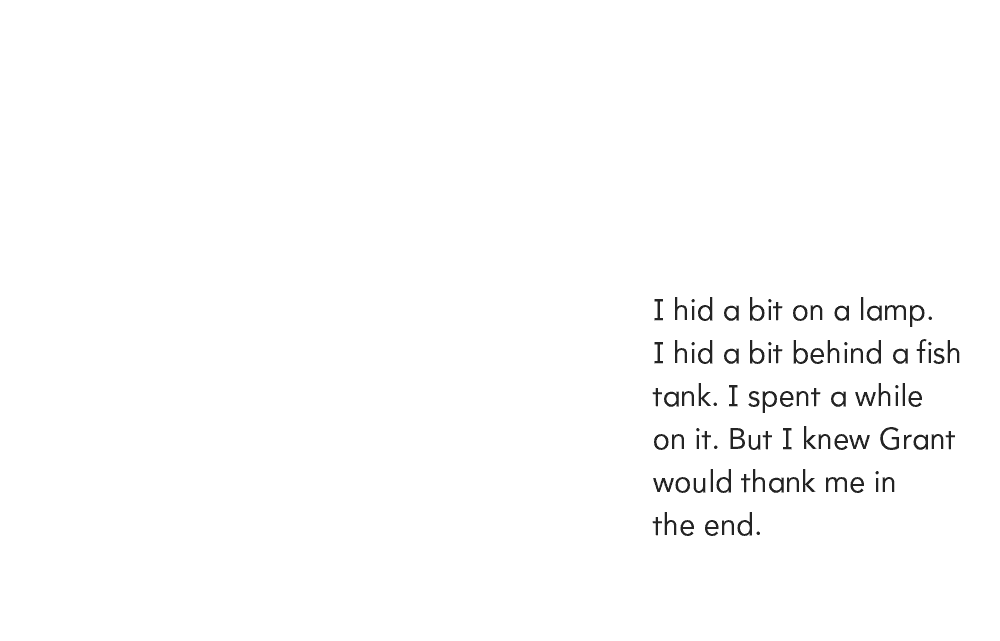 I hid a bit on a lamp.
I hid a bit behind a fish
tank. I spent a while
on it. But I knew Grant
would thank me in
the end.